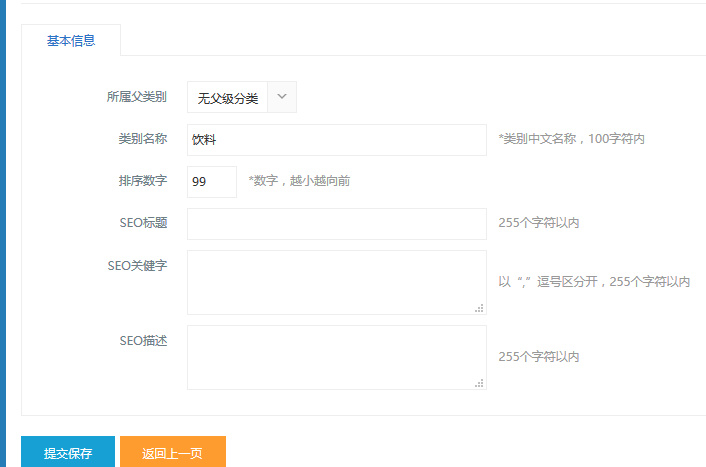 基本信息
所属父类别 无父级分类
类别名称 饮料 *类别中文名称，100字符内
排序数字 99 *数字，越小越向前
SEO标题 255个字符以内
SEO关健字 以“,”逗号区分开，255个字符以内
SEO描述 255个字符以内
提交保存 返回上一页